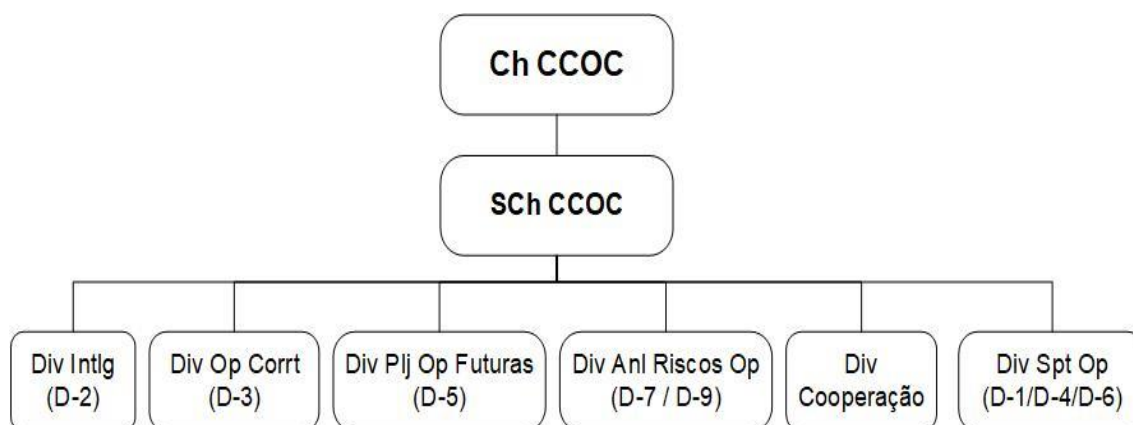 Ch CCOC
SCh CCOC
Div Intlg
(D-2)
Div Op Corrt
(D-3)
Div Plj Op Futuras
(D-5)
Div Anl Riscos Op
(D-7 / D-9)
Div
Cooperação
Div Spt Op
(D-1/D-4/D-6)